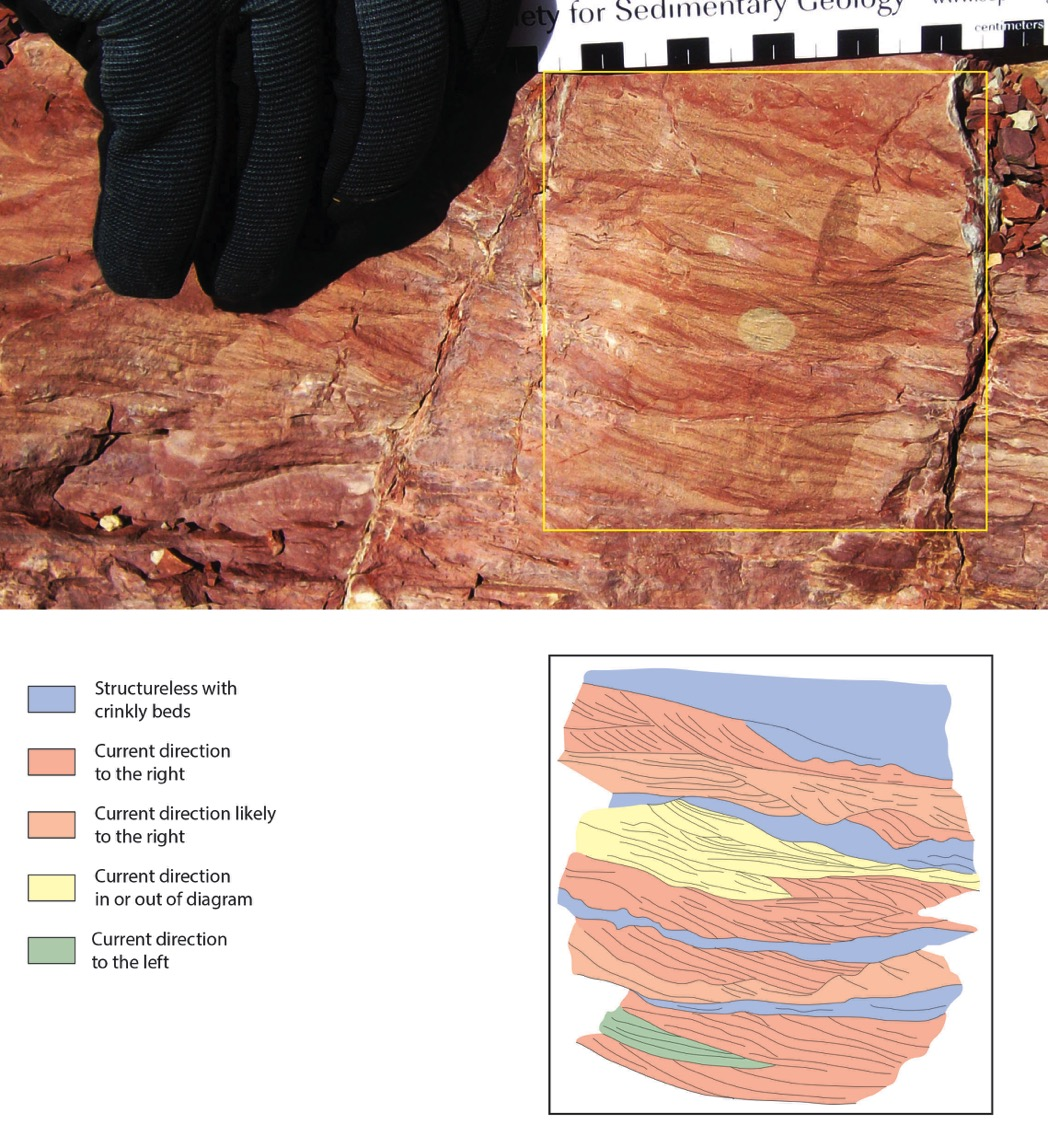 for Sedimentary Geology
centimeters
Structureless with
crinkly beds
Current direction
to the right
Current direction likely
to the right
Current direction
in or out of diagram
Current direction
to the left